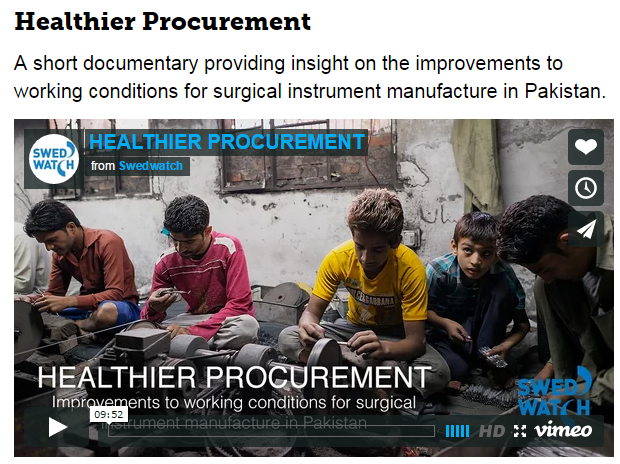 Healthier Procurement
A short documentary providing insight on the improvements to
working conditions for surgical instrument manufacture in Pakistan.
SWED
WATCH
HEALTHIER PROCUREMENT
from Swedwatch
HEALTHIER PROCUREMENT
Improvements to working conditions for surgical
instrument manufacture in Pakistan
SWED
WATCH
09:52
HD
vimeo